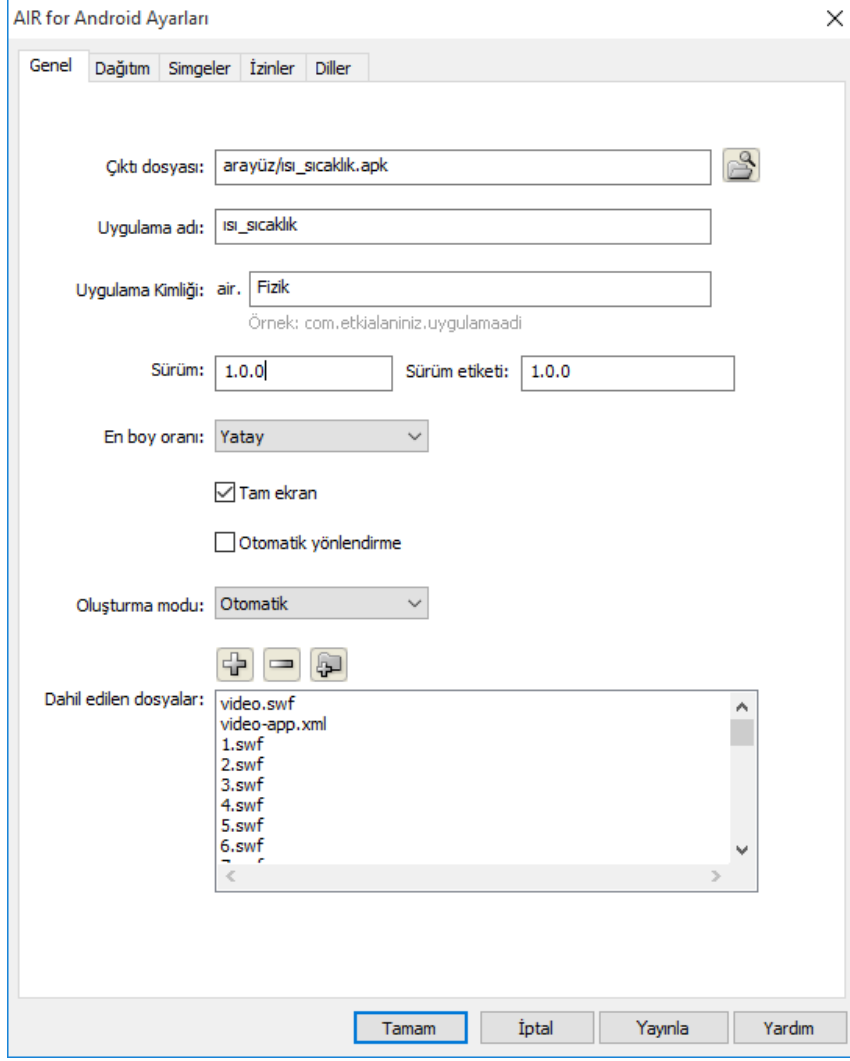 AIR for Android Ayarları
Genel Dağıtım Simgeler İzinler Diller
Çıktı dosyası: arayüz/ısı_sıcaklık.apk
Uygulama adı: ısı_sıcaklık
Uygulama Kimliği: air. Fizik
Örnek: com.etkialaniniz.uygulamaadi
Sürüm: 1.0.0 Sürüm etiketi: 1.0.0
En boy oranı: Yatay
Tam ekran
Otomatik yönlendirme
Oluşturma modu: Otomatik
Dahil edilen dosyalar: video.swf
video-app.xml
1.swf
2.swf
3.swf
4.swf
5.swf
6.swf
Tamam İptal Yayınla Yardım